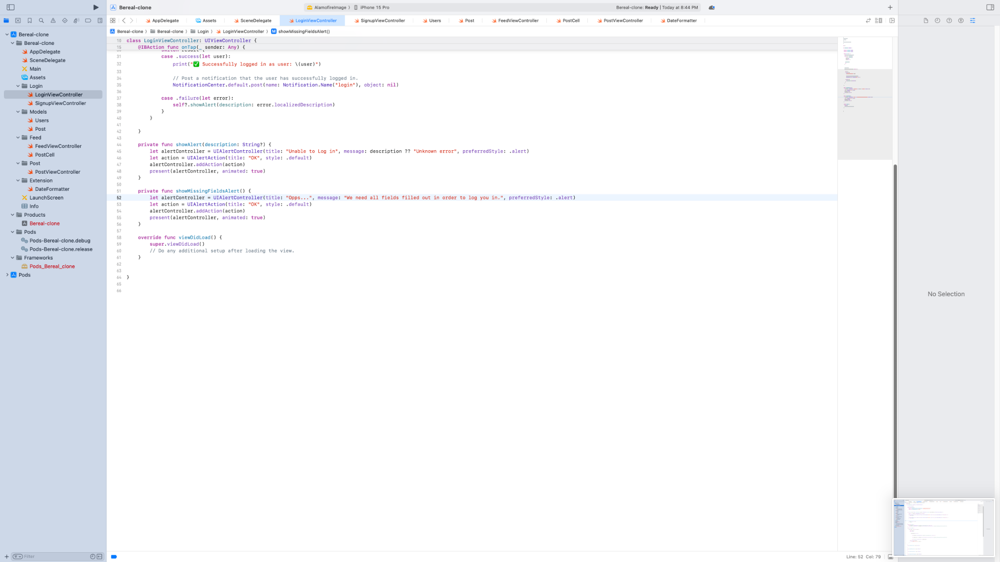 Bereal-clone
AlamofireImage 〉 iPhone 15 Pro
Bereal-clone: Ready | Today at 8:44 PM
AppDelegate
Assets
SceneDelegate
LoginViewController
SignupViewController
Users
Post
FeedViewController
PostCell
PostViewController
DateFormatter
Bereal-clone 〉 Bereal-clone 〉 Login 〉 LoginViewController 〉 M showMissingFieldsAlert()
Bereal-clone
Bereal-clone
AppDelegate
SceneDelegate
Main
Assets
Login
LoginViewController
SignupViewController
Models
Users
Post
Feed
FeedViewController
PostCell
Post
PostViewController
Extension
DateFormatter
LaunchScreen
Info
Products
Bereal-clone
Pods
Pods-Bereal-clone.debug
Pods-Bereal-clone.release
Frameworks
Pods_Bereal_clone
Pods
Filter
10 class LoginViewController: UIViewController {
15 @IBAction func onTap(_ sender: Any) {
31 case .success(let user):
32 print("✅ Successfully logged in as user: \(user)")
33
34 // Post a notification that the user has successfully logged in.
35 NotificationCenter.default.post(name: Notification.Name("login"), object: nil)
36
37 case .failure(let error):
38 self?.showAlert(description: error.localizedDescription)
39 }
40 }
41
42 }
43
44 private func showAlert(description: String?) {
45 let alertController = UIAlertController(title: "Unable to Log in", message: description ?? "Unknown error", preferredStyle: .alert)
46 let action = UIAlertAction(title: "OK", style: .default)
47 alertController.addAction(action)
48 present(alertController, animated: true)
49 }
50
51 private func showMissingFieldsAlert() {
52 let alertController = UIAlertController(title: "Opps...", message: "We need all fields filled out in order to log you in.", preferredStyle: .alert)
53 let action = UIAlertAction(title: "OK", style: .default)
54 alertController.addAction(action)
55 present(alertController, animated: true)
56 }
57
58 override func viewDidLoad() {
59 super.viewDidLoad()
60 // Do any additional setup after loading the view.
61 }
62
63
64 }
65
66
No Selection
Line: 52 Col: 79